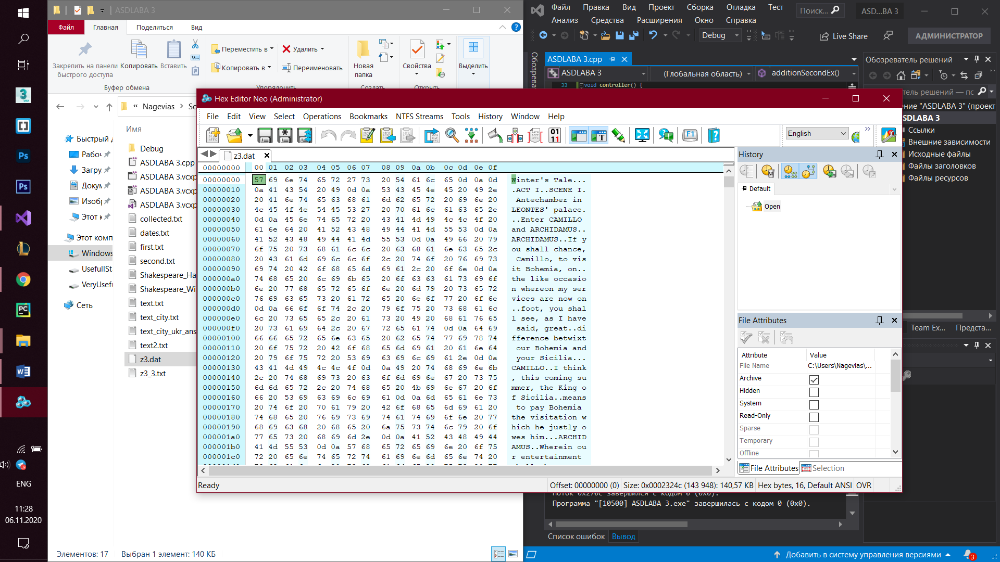 ASDLABA 3
Файл
Главная
Поделиться
Вид
Закрепить на панели быстрого доступа
Копировать
Вставить
Буфер обмена
Переместить в
Копировать в
Удалить
Переименовать
Упорядочить
Новая папка
Создать
Свойства
Открыть
Выделить
« Nagevias
Имя
Быстрый д
Рабоч
Загру
Докум
Изобр
Этот к
Этот комп
Windows
UsefullSt
VeryUsef
Сеть
Debug
ASDLABA 3.cpp
ASDLABA 3.vcxp
ASDLABA 3.vcxp
ASDLABA 3.vcxp
collected.txt
dates.txt
first.txt
second.txt
Shakespeare_Ha
Shakespeare_Wi
text.txt
text_city.txt
text_city_ukr_ans
text2.txt
z3.dat
z3_3.txt
Элементов: 17
Выбран 1 элемент: 140 КБ
ENG
11:28
06.11.2020
Файл Правка Вид Проект Сборка Отладка Тест
Анализ Средства Расширения Окно Справка
Поиск...
ASD...BA 3
Debug
Live Share
АДМИНИСТРАТОР
ASDLABA 3.cpp
ASDLABA 3
(Глобальная область)
additionSecondEx()
33 void controller() {
Обозреватель решений
тель решений — пс
ние "ASDLABA 3" (проект
SDLABA 3
Ссылки
Внешние зависимости
Исходные файлы
Файлы заголовков
Файлы ресурсов
Team Ex...
Предста...
Hex Editor Neo (Administrator)
File Edit View Select Operations Bookmarks NTFS Streams Tools History Window Help
English
z3.dat
00000000 00 01 02 03 04 05 06 07 08 09 0a 0b 0c 0d 0e 0f
00000000 57 69 6e 74 65 72 27 73 20 54 61 6c 65 0d 0a 0d Winter's Tale...
00000010 0a 41 43 54 20 49 0d 0a 53 43 45 4e 45 20 49 2e .ACT I..SCENE I.
00000020 20 41 6e 74 65 63 68 61 6d 62 65 72 20 69 6e 20 Antechamber in
00000030 4c 45 4f 4e 54 45 53 27 20 70 61 6c 61 63 65 2e LEONTES' palace.
00000040 0d 0a 45 6e 74 65 72 20 43 41 4d 49 4c 4c 4f 20 ..Enter CAMILLO
00000050 61 6e 64 20 41 52 43 48 49 44 41 4d 55 53 0d 0a and ARCHIDAMUS..
00000060 41 52 43 48 49 44 41 4d 55 53 0d 0a 49 66 20 79 ARCHIDAMUS..If y
00000070 6f 75 20 73 68 61 6c 6c 20 63 68 61 6e 63 65 2c ou shall chance,
00000080 20 43 61 6d 69 6c 6c 6f 2c 20 74 6f 20 76 69 73 Camillo, to vis
00000090 69 74 20 42 6f 68 65 6d 69 61 2c 20 6f 6e 0d 0a it Bohemia, on..
000000a0 74 68 65 20 6c 69 6b 65 20 6f 63 63 61 73 69 6f the like occasio
000000b0 6e 20 77 68 65 72 65 6f 6e 20 6d 79 20 73 65 72 n whereon my ser
000000c0 76 69 63 65 73 20 61 72 65 20 6e 6f 77 20 6f 6e vices are now on
000000d0 0d 0a 66 6f 6f 74 2c 20 79 6f 75 20 73 68 61 6c ..foot, you shal
000000e0 6c 20 73 65 65 2c 20 61 73 20 49 20 68 61 76 65 l see, as I have
000000f0 20 73 61 69 64 2c 20 67 72 65 61 74 0d 0a 64 69 said, great..di
00000100 66 66 65 72 65 6e 63 65 20 62 65 74 77 69 78 74 fference betwixt
00000110 20 6f 75 72 20 42 6f 68 65 6d 69 61 20 61 6e 64 our Bohemia and
00000120 20 79 6f 75 72 20 53 69 63 69 6c 69 61 2e 0d 0a your Sicilia...
00000130 43 41 4d 49 4c 4c 4f 0d 0a 49 20 74 68 69 6e 6b CAMILLO..I think
00000140 2c 20 74 68 69 73 20 63 6f 6d 69 6e 67 20 73 75 , this coming su
00000150 6d 6d 65 72 2c 20 74 68 65 20 4b 69 6e 67 20 6f mmer, the King o
00000160 66 20 53 69 63 69 6c 69 61 0d 0a 6d 65 61 6e 73 f Sicilia..means
00000170 20 74 6f 20 70 61 79 20 42 6f 68 65 6d 69 61 20 to pay Bohemia
00000180 74 68 65 20 76 69 73 69 74 61 74 69 6f 6e 20 77 the visitation w
00000190 68 69 63 68 20 68 65 20 6a 75 73 74 6c 79 20 6f hich he justly o
000001a0 77 65 73 20 68 69 6d 2e 0d 0a 41 52 43 48 49 44 wes him...ARCHID
000001b0 41 4d 55 53 0d 0a 57 68 65 72 65 69 6e 20 6f 75 AMUS..Wherein ou
000001c0 72 20 65 6e 74 65 72 74 61 69 6e 6d 65 6e 74 20 r entertainment
History
Default
Open
File Attributes
Attribute Value
File Name C:\Users\Nagevias\...
Archive
Hidden
System
Read-Only
Sparse
Temporary
Offline
File Attributes
Selection
Ready
Offset: 00000000 (0) Size: 0x0002324c (143 948): 140,57 KB Hex bytes, 16, Default ANSI OVR
Поток 0x270c завершился с кодом 0 (0x0).
Программа "[10500] ASDLABA 3.exe" завершилась с кодом 0 (0x0).
Список ошибок
Вывод
Добавить в систему управления версиями
3